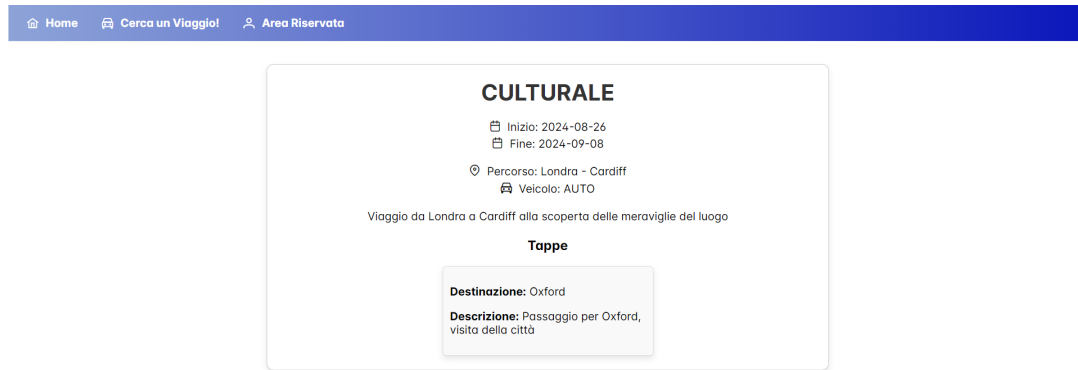 Home Cerca un Viaggio! Area Riservata
CULTURALE
Inizio: 2024-08-26
Fine: 2024-09-08
Percorso: Londra - Cardiff
Veicolo: AUTO
Viaggio da Londra a Cardiff alla scoperta delle meraviglie del luogo
Tappe
Destinazione: Oxford
Descrizione: Passaggio per Oxford,
visita della città